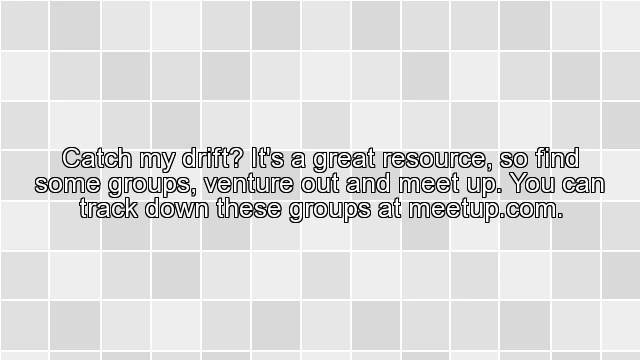 Catch my drift? It's a great resource, so find
some groups, venture out and meet up. You can
track down these groups at meetup.com.